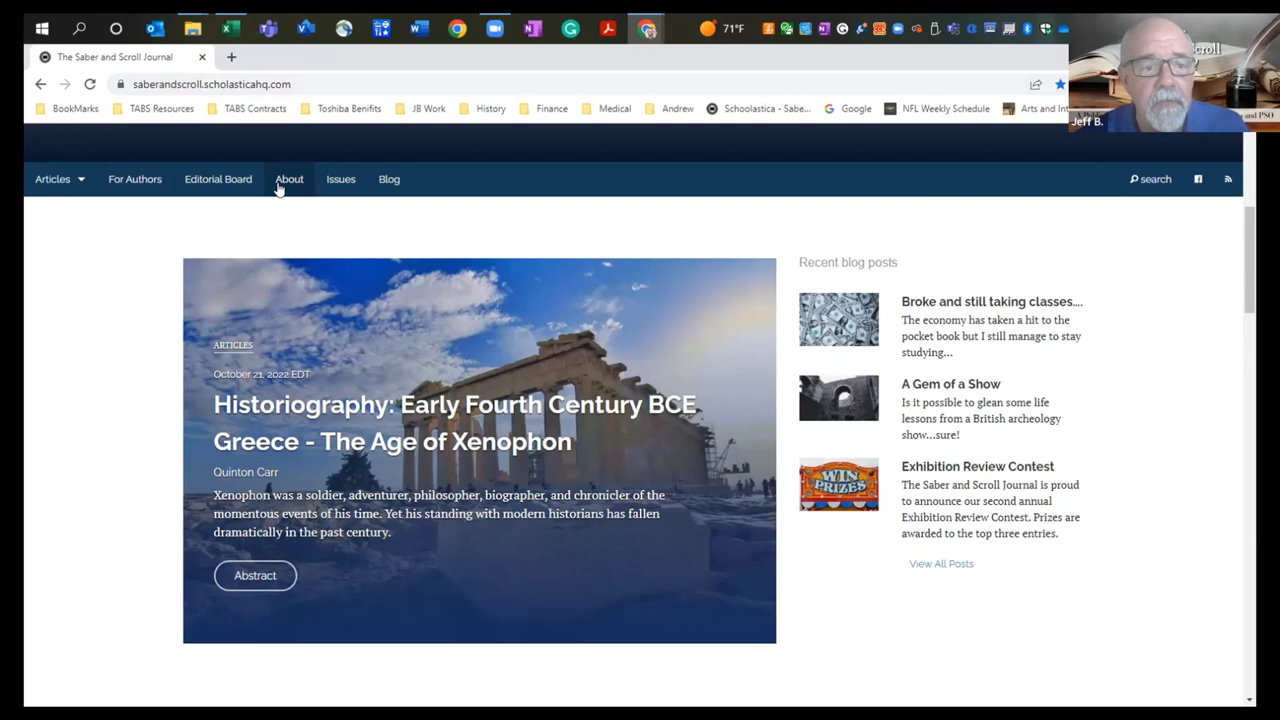 71°F
The Saber and Scroll Journal
saberandscroll.scholasticahq.com
BookMarks
TABS Resources
TABS Contracts
Toshiba Benifits
JB Work
History
Finance
Medical
Andrew
Schoolastica - Sabe...
Google
NFL Weekly Schedule
Arts and Int
Scroll
and PSO
Jeff B.
Articles
For Authors
Editorial Board
About
Issues
Blog
search
ARTICLES
October 21, 2022 EDT
Historiography: Early Fourth Century BCE
Greece - The Age of Xenophon
Quinton Carr
Xenophon was a soldier, adventurer, philosopher, biographer, and chronicler of the
momentous events of his time. Yet his standing with modern historians has fallen
dramatically in the past century.
Abstract
Recent blog posts
Broke and still taking classes....
The economy has taken a hit to the
pocket book but I still manage to stay
studying...
A Gem of a Show
Is it possible to glean some life
lessons from a British archeology
show...sure!
WIN
PRIZES
Exhibition Review Contest
The Saber and Scroll Journal is proud
to announce our second annual
Exhibition Review Contest. Prizes are
awarded to the top three entries.
View All Posts